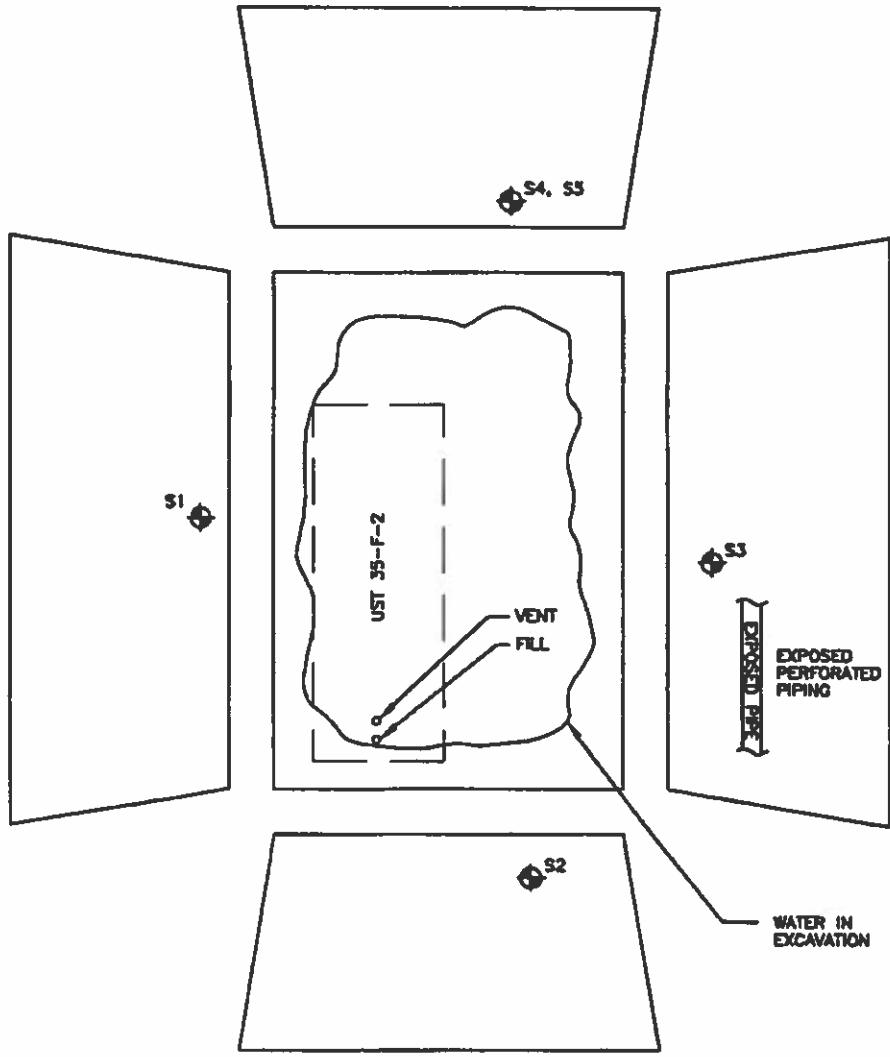 S4, S5
S1
UST 35-F-2
S3
VENT
FILL
EXPOSED PIPE
EXPOSED
PERFORATED
PIPING
S2
WATER IN
EXCAVATION